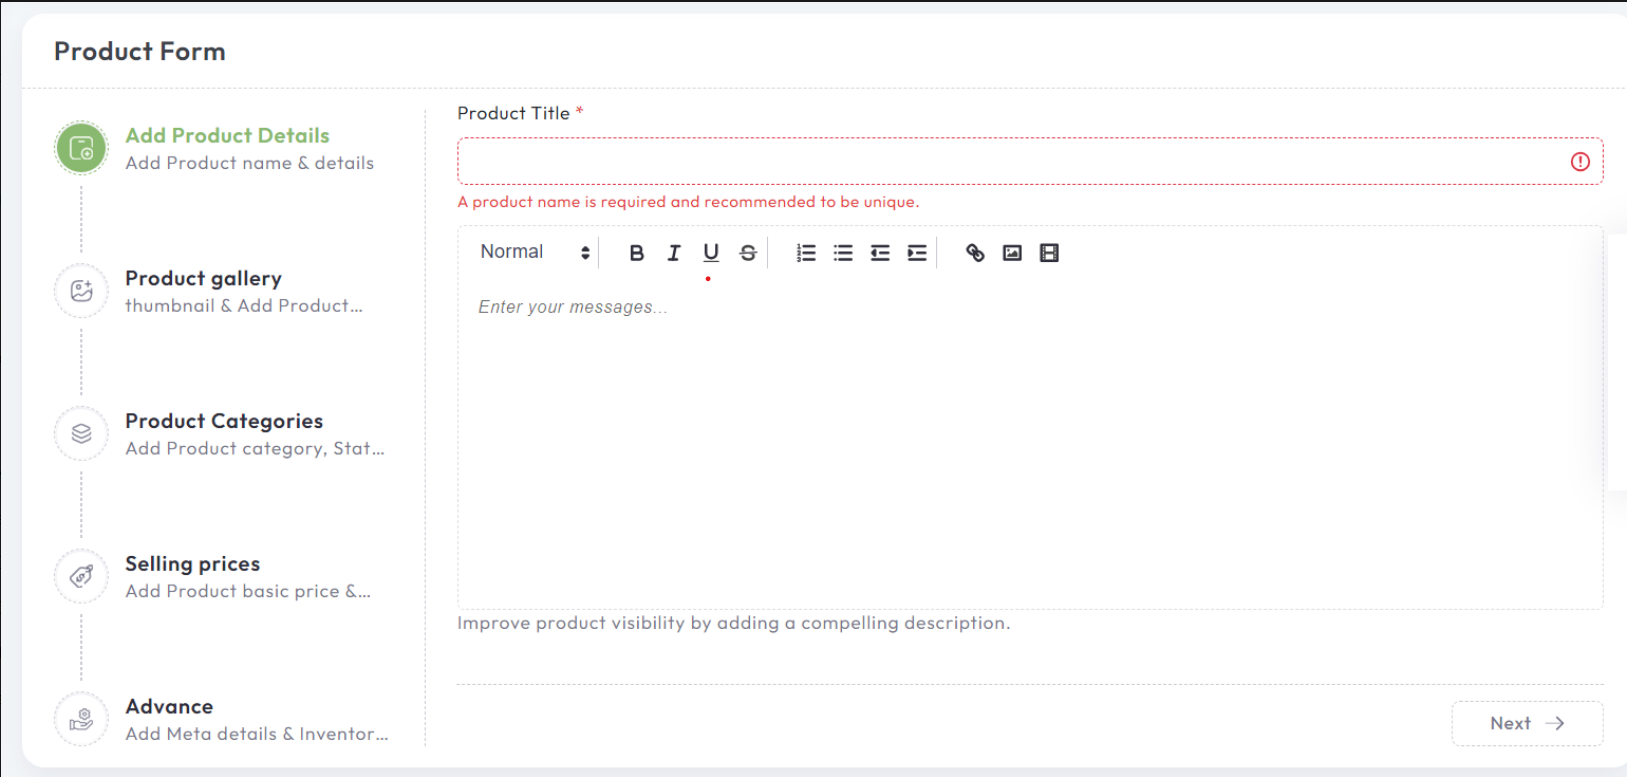 Product Form
Add Product Details
Add Product name & details
Product gallery
thumbnail & Add Product...
Product Categories
Add Product category, Stat...
Selling prices
Add Product basic price &...
Advance
Add Meta details & Inventor...
Product Title *
A product name is required and recommended to be unique.
Normal B I U S
Enter your messages...
Improve product visibility by adding a compelling description.
Next →